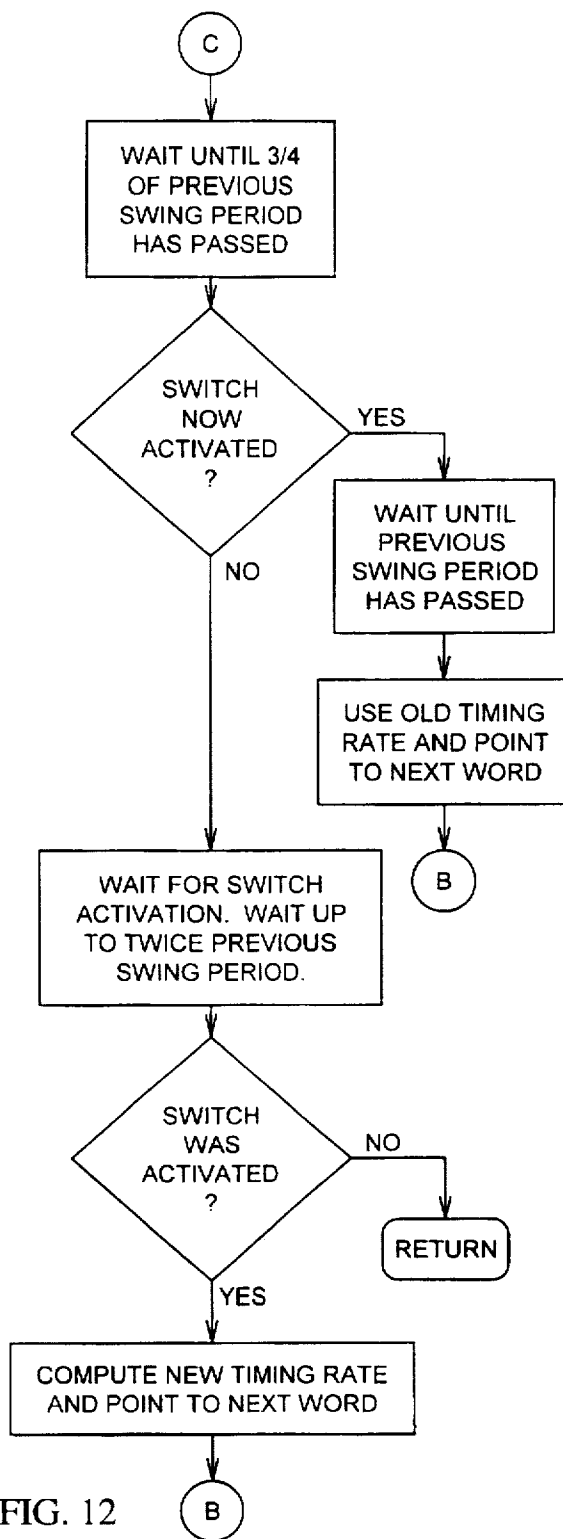 C
WAIT UNTIL 3/4
OF PREVIOUS
SWING PERIOD
HAS PASSED
SWITCH
NOW
ACTIVATED
?
YES
NO
WAIT UNTIL
PREVIOUS
SWING PERIOD
HAS PASSED
USE OLD TIMING
RATE AND POINT
TO NEXT WORD
B
WAIT FOR SWITCH
ACTIVATION. WAIT UP
TO TWICE PREVIOUS
SWING PERIOD.
SWITCH
WAS
ACTIVATED
?
NO
RETURN
YES
COMPUTE NEW TIMING RATE
AND POINT TO NEXT WORD
B
FIG. 12